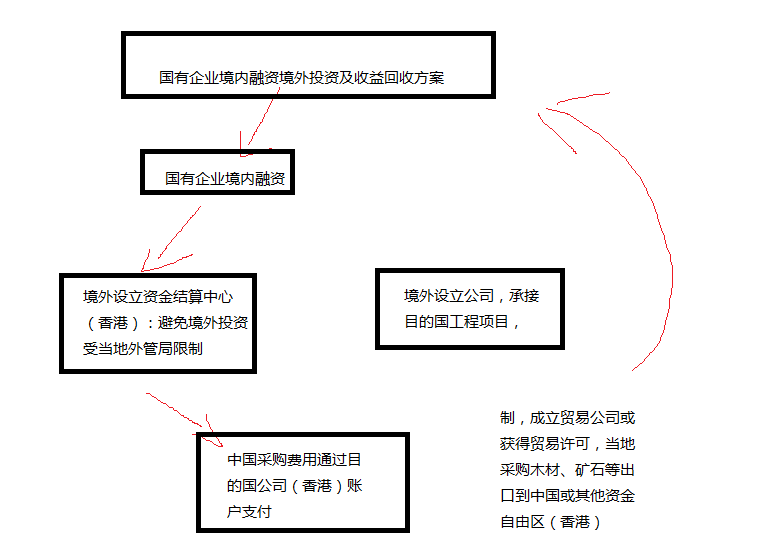 国有企业境内融资境外投资及收益回收方案
国有企业境内融资
境外设立资金结算中心
（香港）：避免境外投资
受当地外管局限制
境外设立公司，承接
目的国工程项目，
中国采购费用通过目
的国公司（香港）账
户支付
制，成立贸易公司或
获得贸易许可，当地
采购木材、矿石等出
口到中国或其他资金
自由区（香港）